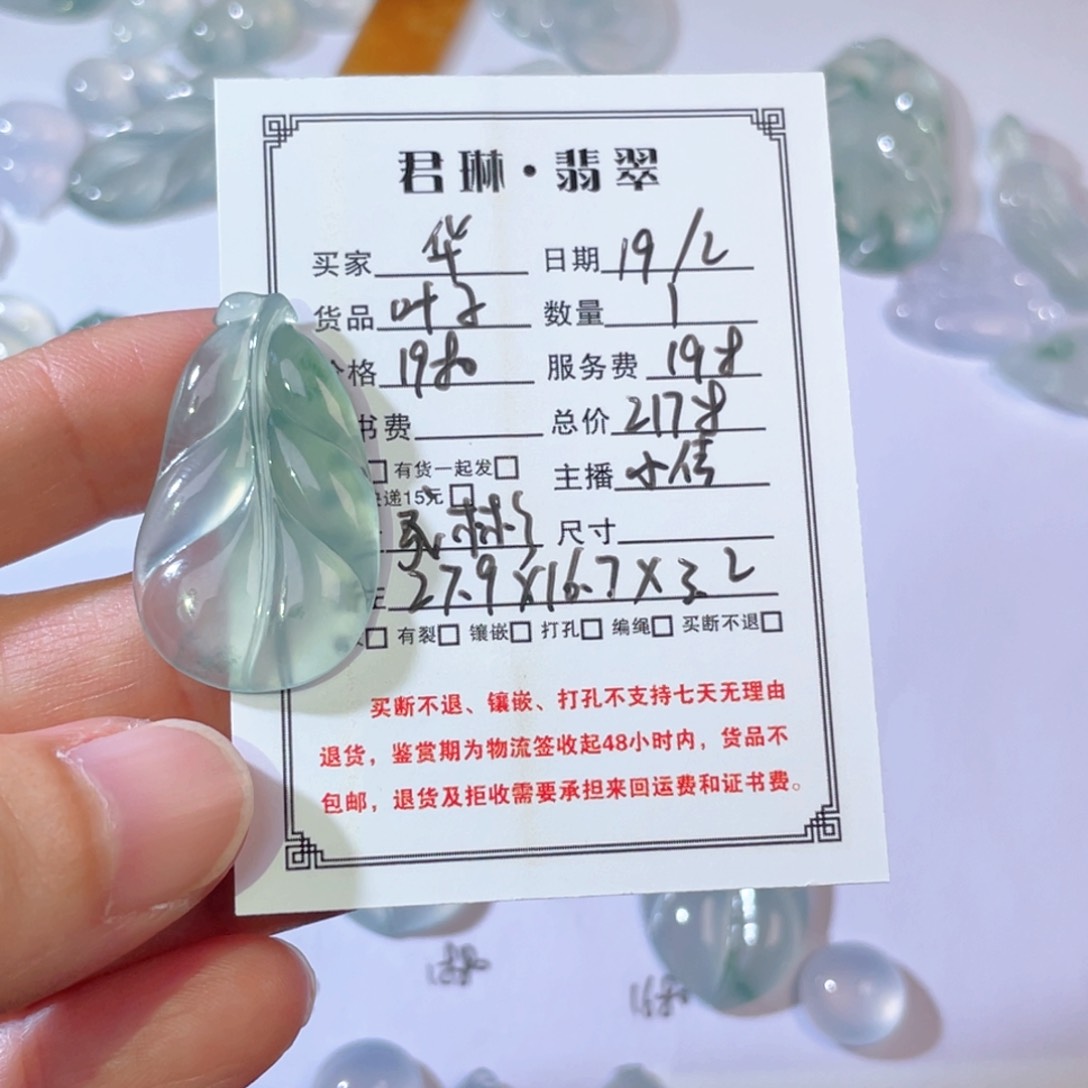 君琳·翡翠
买家 华 日期 19/2
货品 叶子 数量 1
格 服务费
书费 总价
有货一起发
递15元 主播 小倩
尺寸
27.9X16.7X3.2
有裂 镶嵌 打孔 编绳 买断不退
买断不退、镶嵌、打孔不支持七天无理由
退货，鉴赏期为物流签收起48小时内，货品不
包邮，退货及拒收需要承担来回运费和证书费。